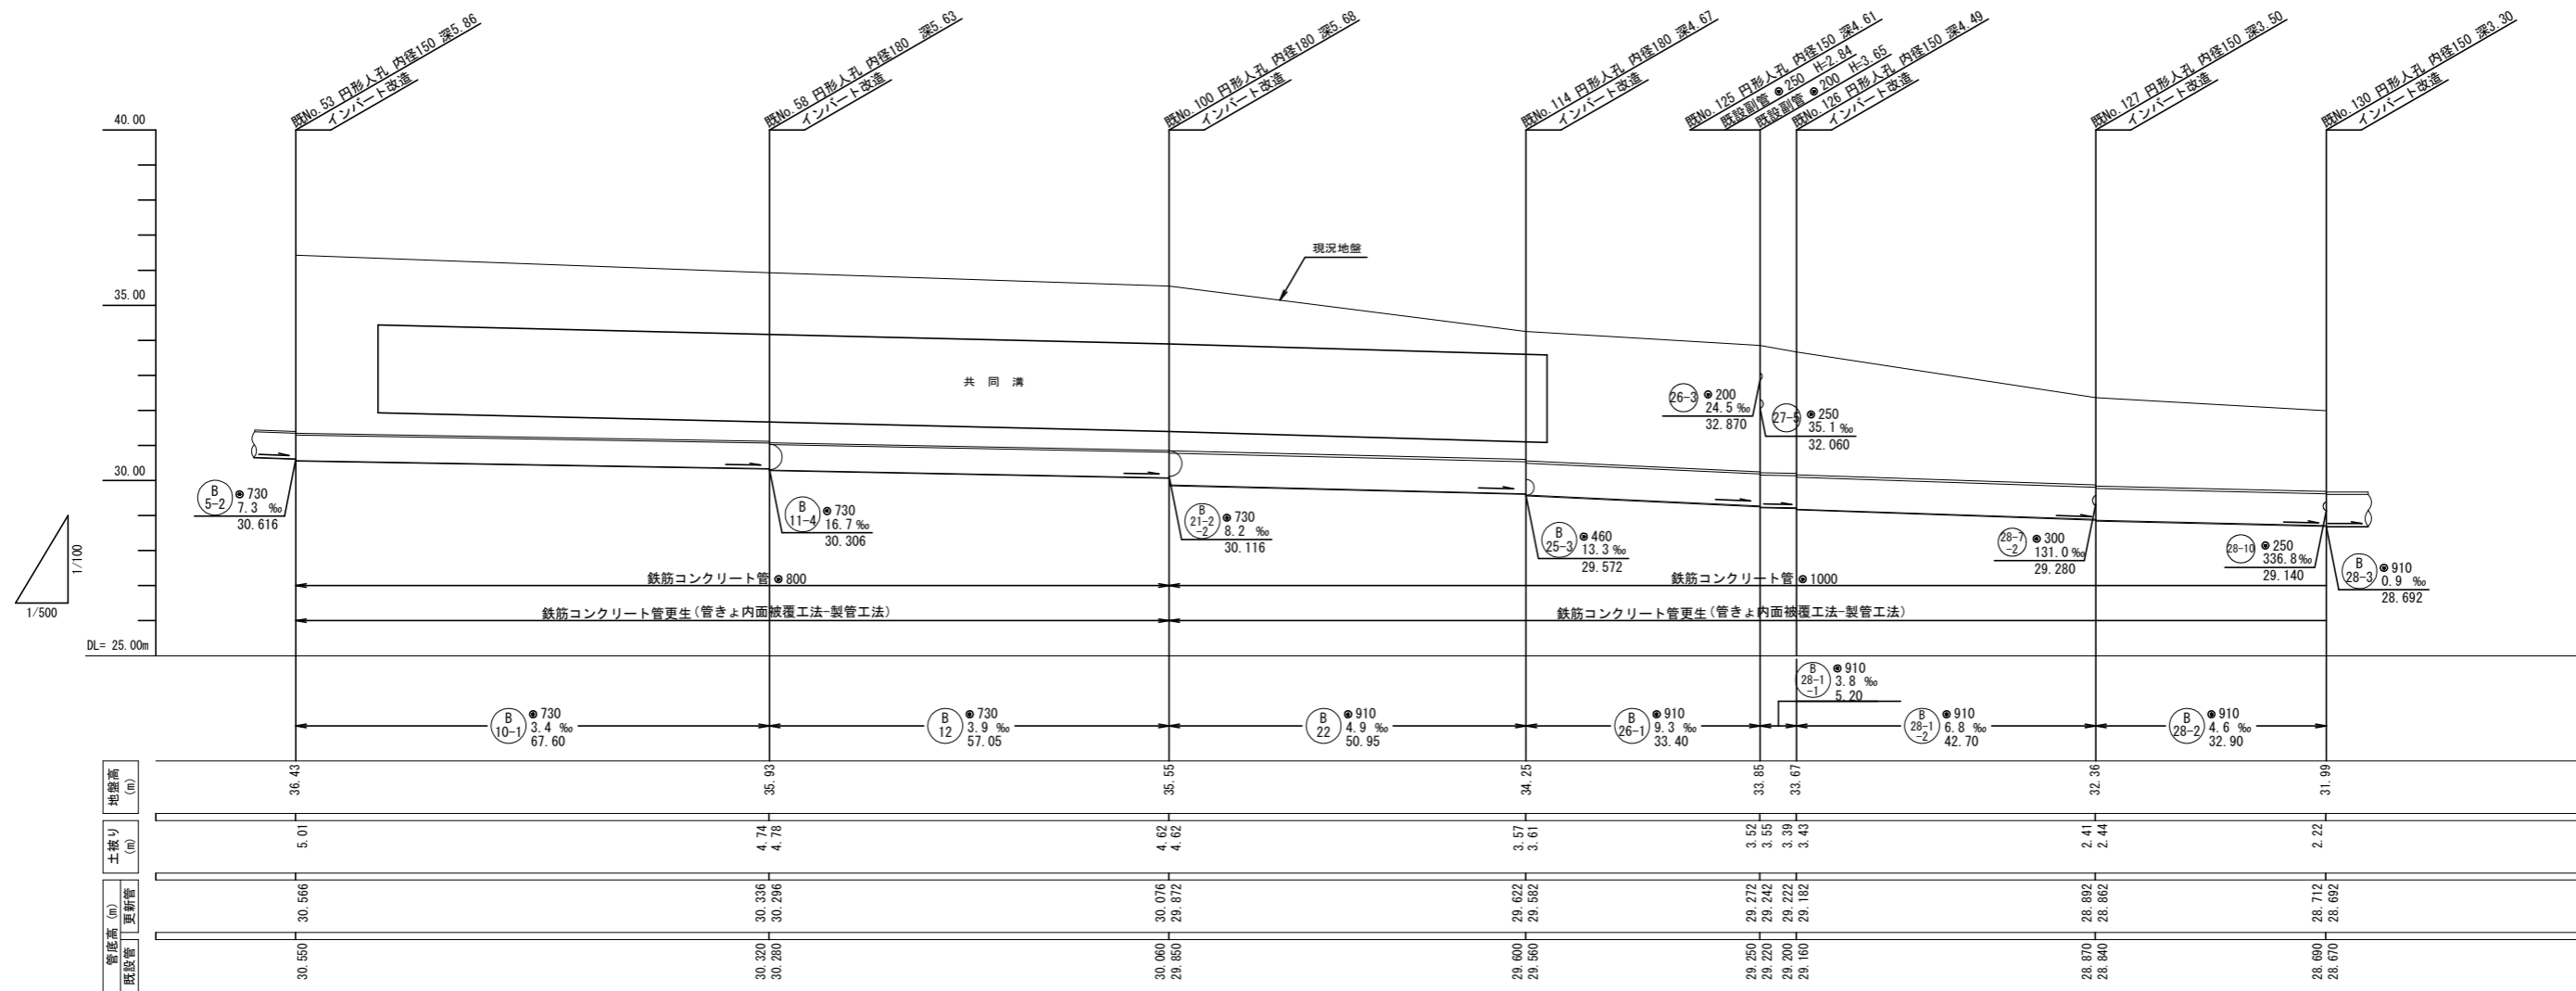 既No.53 円形人孔 内径150 深5.86
インバート改造
既No.58 円形人孔 内径180 深5.63
インバート改造
既No.100 円形人孔 内径180 深5.68
インバート改造
既No.114 円形人孔 内径180 深4.67
インバート改造
既No.125 円形人孔 内径150 深4.61
既設副管 ◉ 250 H=2.84
既設副管 ◉ 200 H=3.65
既No.126 円形人孔 内径150 深4.49
インバート改造
既No.127 円形人孔 内径150 深3.50
インバート改造
既No.130 円形人孔 内径150 深3.30
インバート改造
40.00
35.00
30.00
DL= 25.00m
1/100
1/500
現況地盤
共 同 溝
B 5-2 ◉ 730
7.3 ‰
30.616
B 11-4 ◉ 730
16.7 ‰
30.306
B 21-2 -2 ◉ 730
8.2 ‰
30.116
B 25-3 ◉ 460
13.3 ‰
29.572
26-3 ◉ 200
24.5 ‰
32.870
27-5 ◉ 250
35.1 ‰
32.060
28-7 -2 ◉ 300
131.0 ‰
29.280
28-10 ◉ 250
336.8 ‰
29.140
B 28-3 ◉ 910
0.9 ‰
28.692
鉄筋コンクリート管 ◉ 800
鉄筋コンクリート管 ◉ 1000
鉄筋コンクリート管更生(管きょ内面被覆工法-製管工法)
鉄筋コンクリート管更生(管きょ内面被覆工法-製管工法)
B 10-1 ◉ 730
3.4 ‰
67.60
B 12 ◉ 730
3.9 ‰
57.05
B 22 ◉ 910
4.9 ‰
50.95
B 26-1 ◉ 910
9.3 ‰
33.40
B 28-1 -1 ◉ 910
3.8 ‰
5.20
B 28-1 -2 ◉ 910
6.8 ‰
42.70
B 28-2 ◉ 910
4.6 ‰
32.90
地盤高 (m)
36.43 35.93 35.55 34.25 33.85 33.67 32.36 31.99
土被り (m)
5.01 4.74 4.78 4.62 4.62 3.57 3.61 3.52 3.55 3.39 3.43 2.41 2.44 2.22
管底高 (m)
更新管
30.566 30.336 30.296 30.076 29.872 29.622 29.582 29.272 29.242 29.222 29.182 28.892 28.862 28.712 28.692
既設管
30.550 30.320 30.280 30.060 29.850 29.600 29.560 29.250 29.220 29.200 29.160 28.870 28.840 28.690 28.670